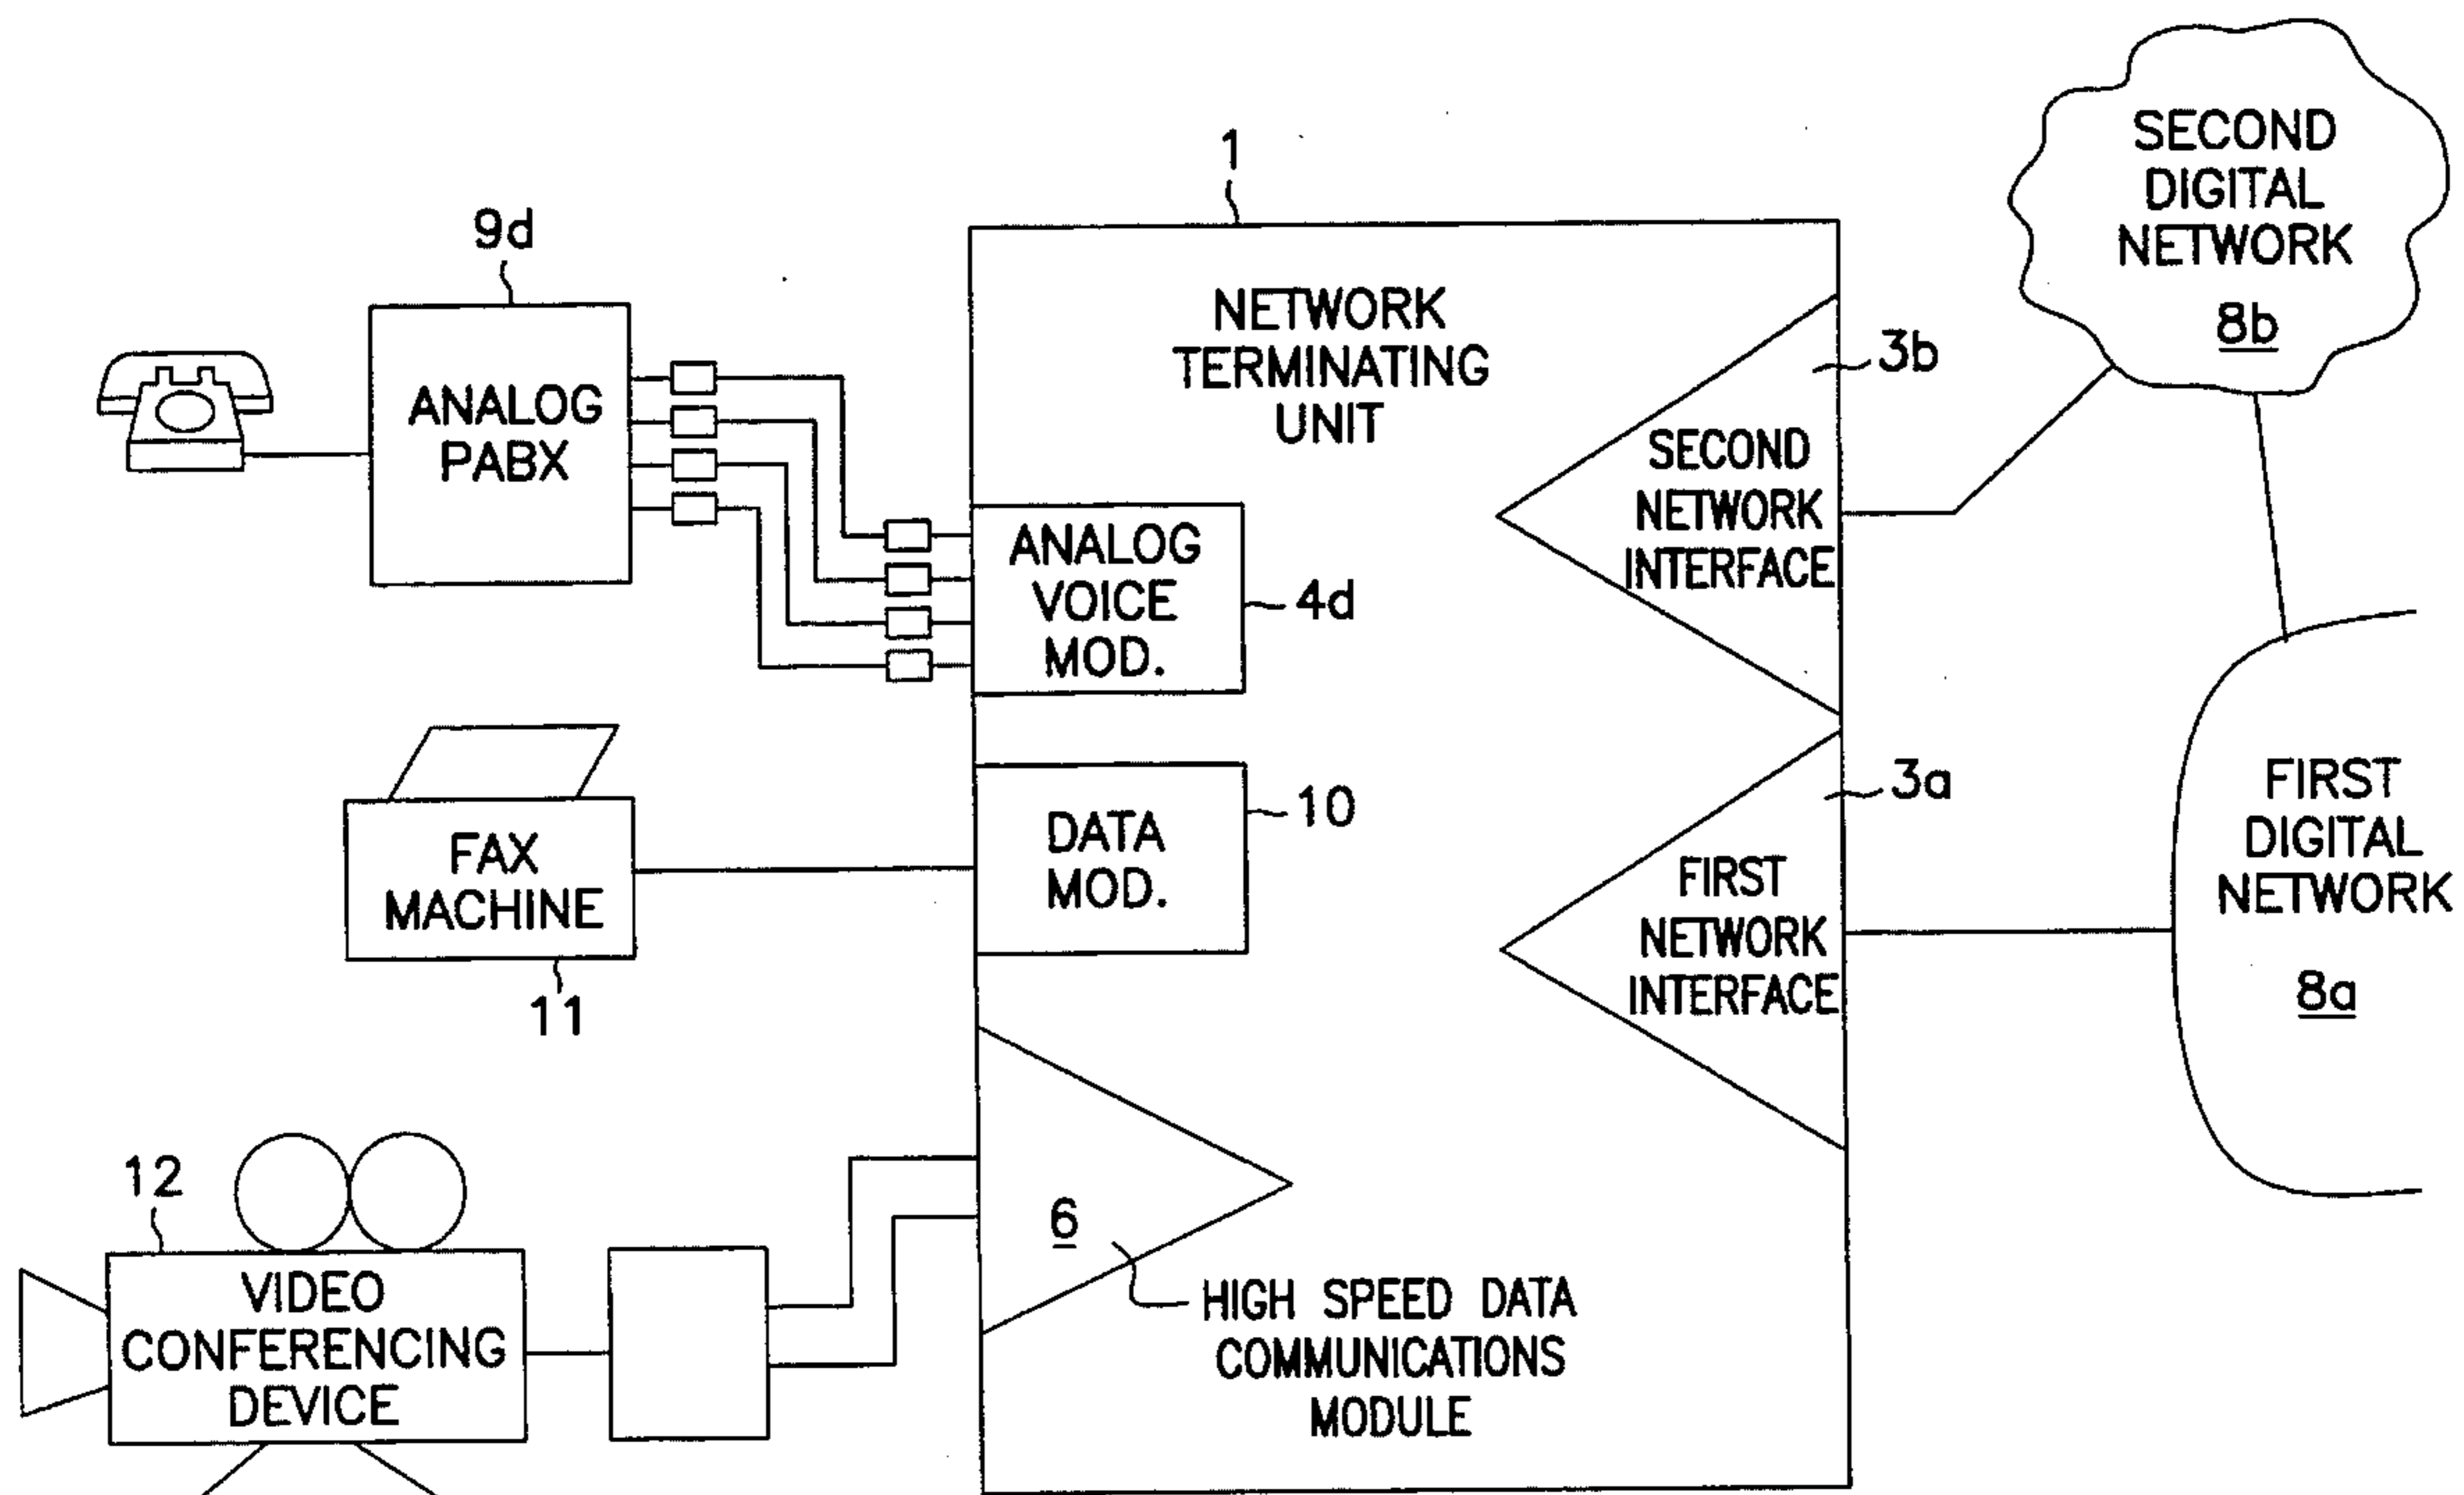 1
9d
SECOND
DIGITAL
NETWORK
8b
NETWORK
TERMINATING
UNIT
3b
ANALOG
PABX
SECOND
NETWORK
INTERFACE
ANALOG
VOICE
MOD.
4d
3a
FIRST
DIGITAL
NETWORK
8a
FAX
MACHINE
11
DATA
MOD.
10
FIRST
NETWORK
INTERFACE
12
VIDEO
CONFERENCING
DEVICE
6
HIGH SPEED DATA
COMMUNICATIONS
MODULE